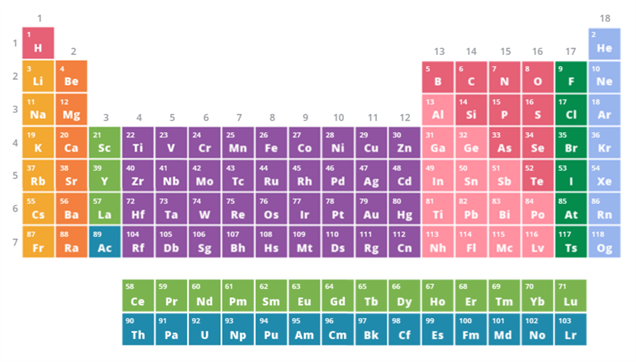 1 18
1 1 2
H He
2 13 14 15 16 17
2 3 4 5 6 7 8 9 10
Li Be B C N O F Ne
3 11 12 13 14 15 16 17 18
Na Mg Al Si P S Cl Ar
3 4 5 6 7 8 9 10 11 12
4 19 20 21 22 23 24 25 26 27 28 29 30 31 32 33 34 35 36
K Ca Sc Ti V Cr Mn Fe Co Ni Cu Zn Ga Ge As Se Br Kr
5 37 38 39 40 41 42 43 44 45 46 47 48 49 50 51 52 53 54
Rb Sr Y Zr Nb Mo Tc Ru Rh Pd Ag Cd In Sn Sb Te I Xe
6 55 56 57 72 73 74 75 76 77 78 79 80 81 82 83 84 85 86
Cs Ba La Hf Ta W Re Os Ir Pt Au Hg Ti Pb Bi Po At Rn
7 87 88 89 104 105 106 107 108 109 110 111 112 113 114 115 116 117 118
Fr Ra Ac Rf Db Sg Bh Hs Mt Ds Rg Cn Nh Fl Mc Lv Ts Og
58 59 60 61 62 63 64 65 66 67 68 69 70 71
Ce Pr Nd Pm Sm Eu Gd Tb Dy Ho Er Tm Yb Lu
90 91 92 93 94 95 96 97 98 99 100 101 102 103
Th Pa U Np Pu Am Cm Bk Cf Es Fm Md No Lr